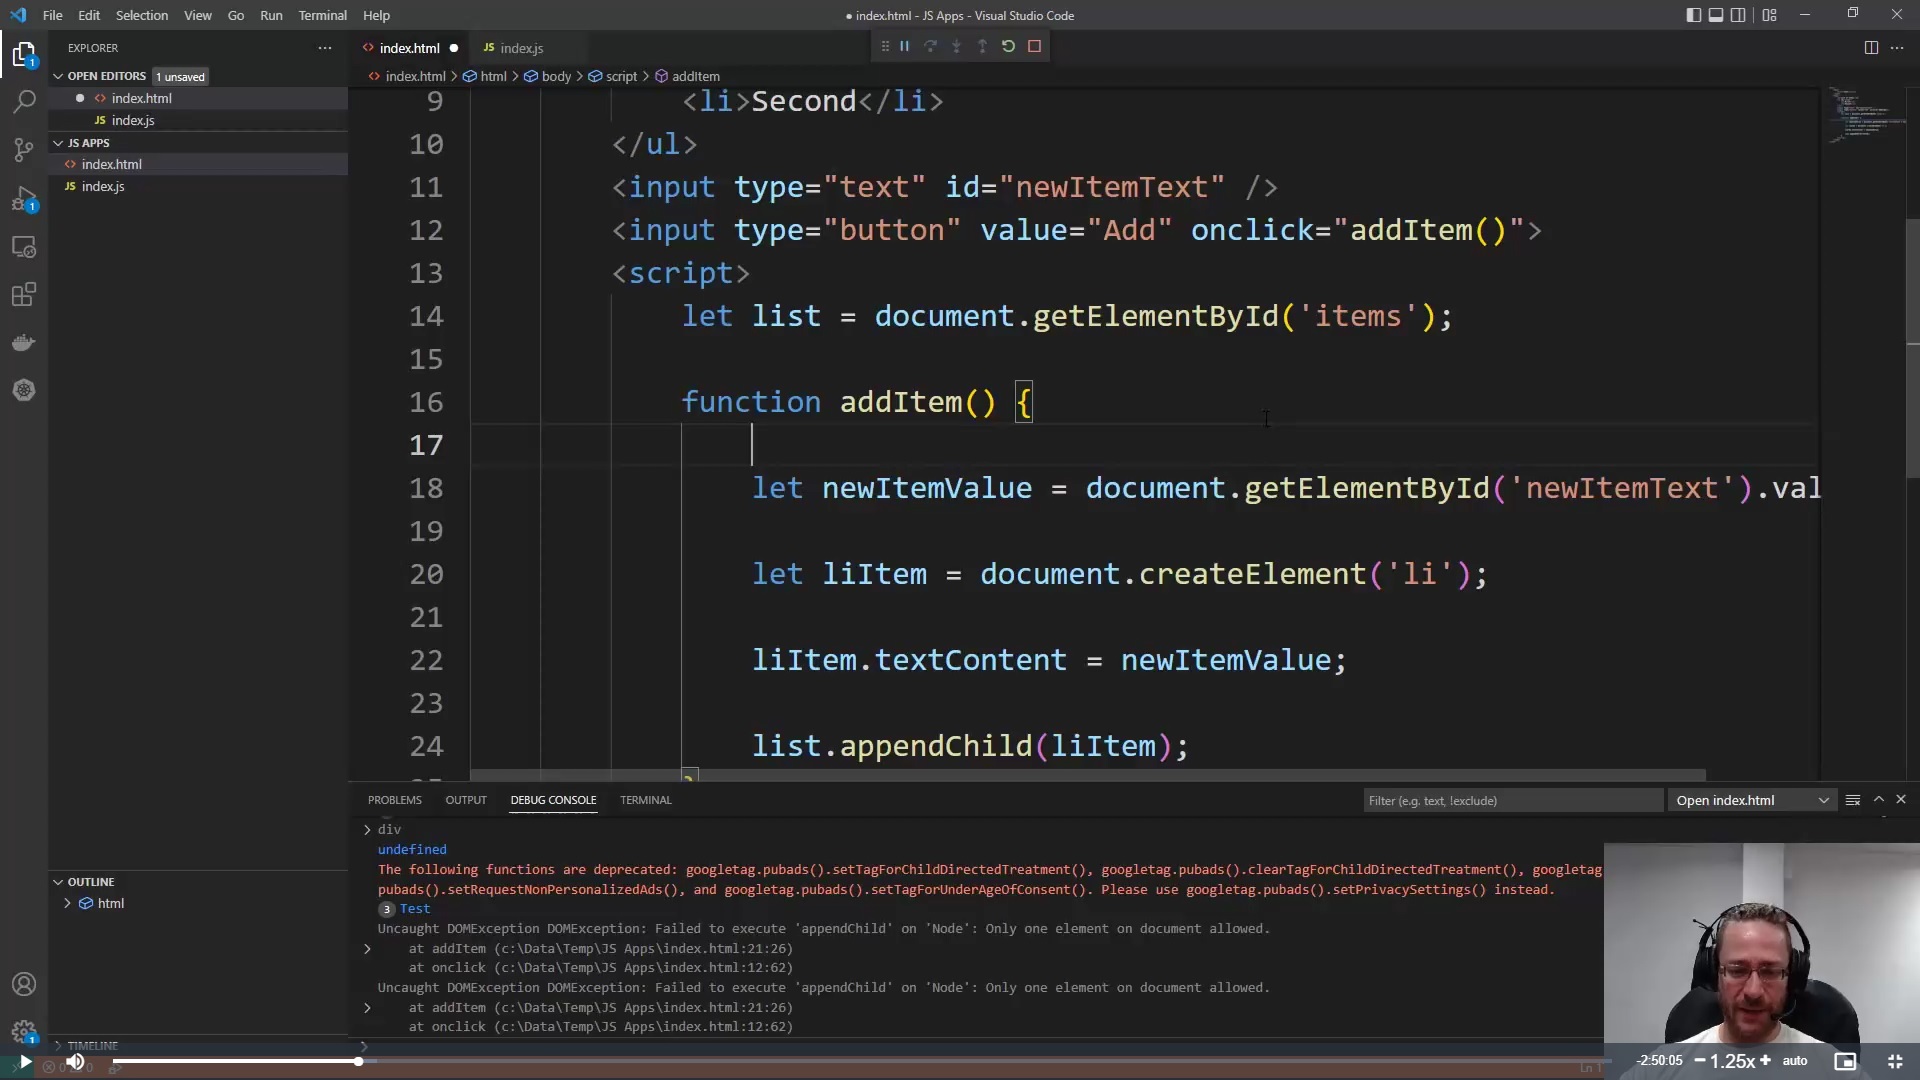 File Edit Selection View Go Run Terminal Help
● index.html - JS Apps - Visual Studio Code
EXPLORER
index.html
JS index.js
OPEN EDITORS 1 unsaved
index.html
JS index.js
JS APPS
index.html
JS index.js
index.html > html > body > script > addItem
9 <li>Second</li>
10 </ul>
11 <input type="text" id="newItemText" />
12 <input type="button" value="Add" onclick="addItem()">
13 <script>
14 let list = document.getElementById('items');
15
16 function addItem() {
17
18 let newItemValue = document.getElementById('newItemText').val
19
20 let liItem = document.createElement('li');
21
22 liItem.textContent = newItemValue;
23
24 list.appendChild(liItem);
}
PROBLEMS OUTPUT DEBUG CONSOLE TERMINAL
Filter (e.g. text, !exclude)
Open index.html
> div
undefined
The following functions are deprecated: googletag.pubads().setTagForChildDirectedTreatment(), googletag.pubads().clearTagForChildDirectedTreatment(), googletag
pubads().setRequestNonPersonalizedAds(), and googletag.pubads().setTagForUnderAgeOfConsent(). Please use googletag.pubads().setPrivacySettings() instead.
3 Test
Uncaught DOMException DOMException: Failed to execute 'appendChild' on 'Node': Only one element on document allowed.
> at addItem (c:\Data\Temp\JS Apps\index.html:21:26)
at onclick (c:\Data\Temp\JS Apps\index.html:12:62)
Uncaught DOMException DOMException: Failed to execute 'appendChild' on 'Node': Only one element on document allowed.
> at addItem (c:\Data\Temp\JS Apps\index.html:21:26)
at onclick (c:\Data\Temp\JS Apps\index.html:12:62)
OUTLINE
html
TIMELINE
-2:50:05 − 1.25x + auto